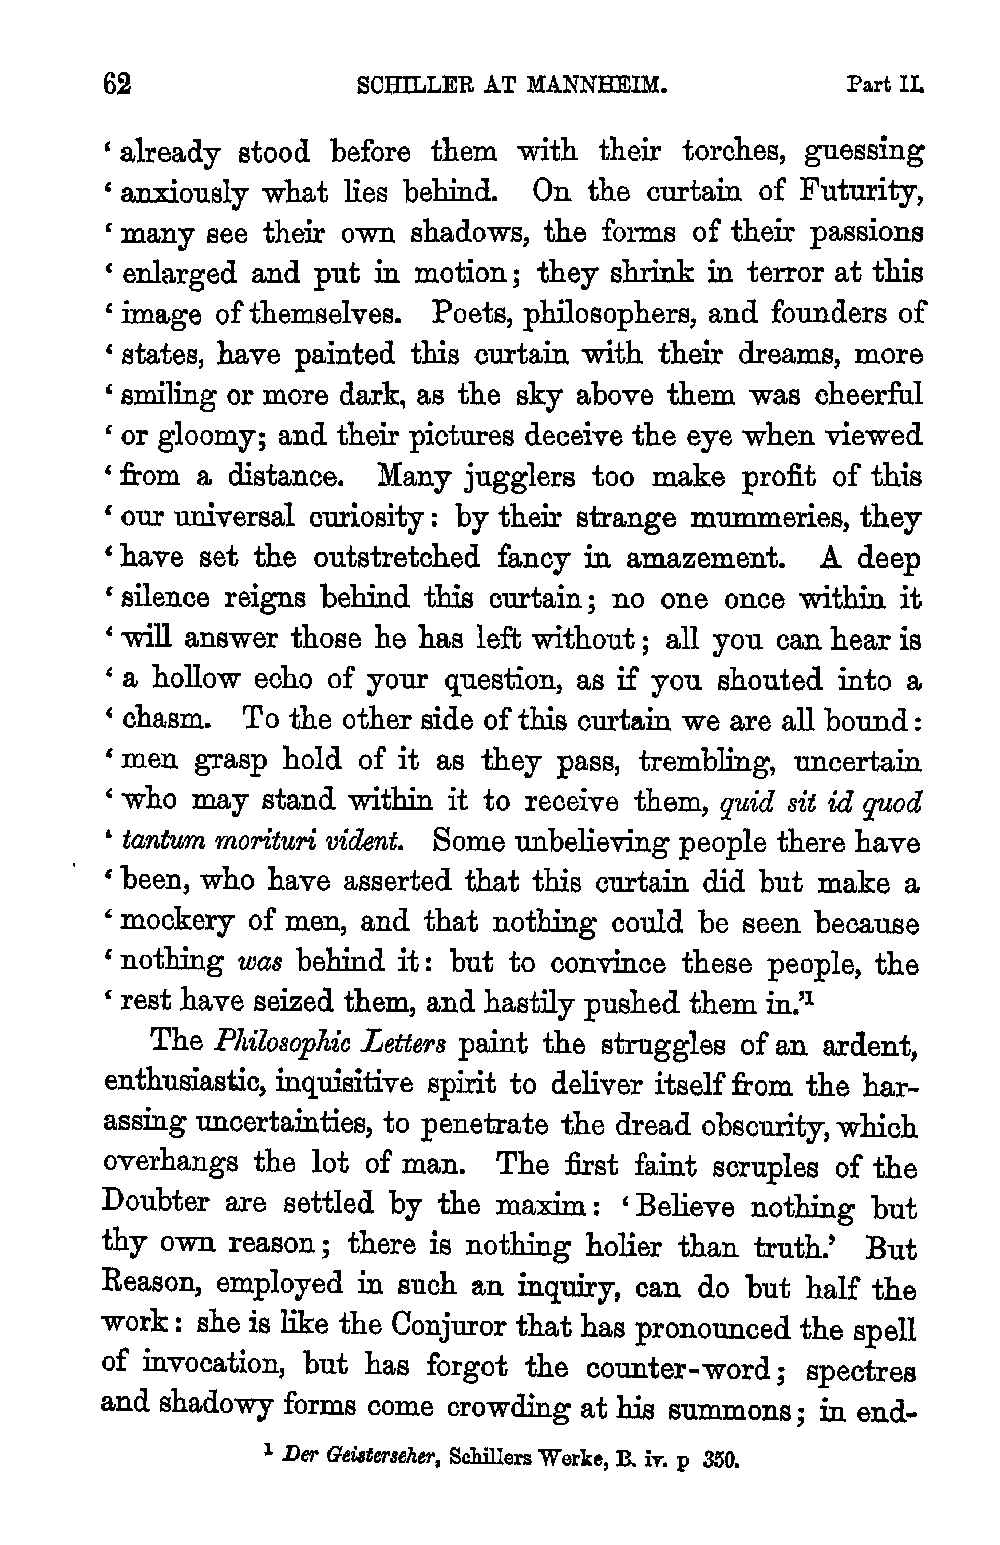 62 SCHILLER AT MANNHEIM. Part II.
‘ already stood before them with their torches, guessing
‘ anxiously what lies behind. On the curtain of Futurity,
‘ many see their own shadows, the forms of their passions
‘ enlarged and put in motion; they shrink in terror at this
‘ image of themselves. Poets, philosophers, and founders of
‘ states, have painted this curtain with their dreams, more
‘ smiling or more dark, as the sky above them was cheerful
‘ or gloomy; and their pictures deceive the eye when viewed
‘ from a distance. Many jugglers too make profit of this
‘ our universal curiosity: by their strange mummeries, they
‘ have set the outstretched fancy in amazement. A deep
‘ silence reigns behind this curtain; no one once within it
‘ will answer those he has left without; all you can hear is
‘ a hollow echo of your question, as if you shouted into a
‘ chasm. To the other side of this curtain we are all bound:
‘ men grasp hold of it as they pass, trembling, uncertain
‘ who may stand within it to receive them, quid sit id quod
‘ tantum morituri vident. Some unbelieving people there have
‘ been, who have asserted that this curtain did but make a
‘ mockery of men, and that nothing could be seen because
‘ nothing was behind it: but to convince these people, the
‘ rest have seized them, and hastily pushed them in.’1
The Philosophic Letters paint the struggles of an ardent,
enthusiastic, inquisitive spirit to deliver itself from the har-
assing uncertainties, to penetrate the dread obscurity, which
overhangs the lot of man. The first faint scruples of the
Doubter are settled by the maxim: ‘Believe nothing but
thy own reason; there is nothing holier than truth.’ But
Reason, employed in such an inquiry, can do but half the
work: she is like the Conjuror that has pronounced the spell
of invocation, but has forgot the counter-word; spectres
and shadowy forms come crowding at his summons; in end-
1 Der Geisterseher, Schillers Werke, B. iv. p 350.